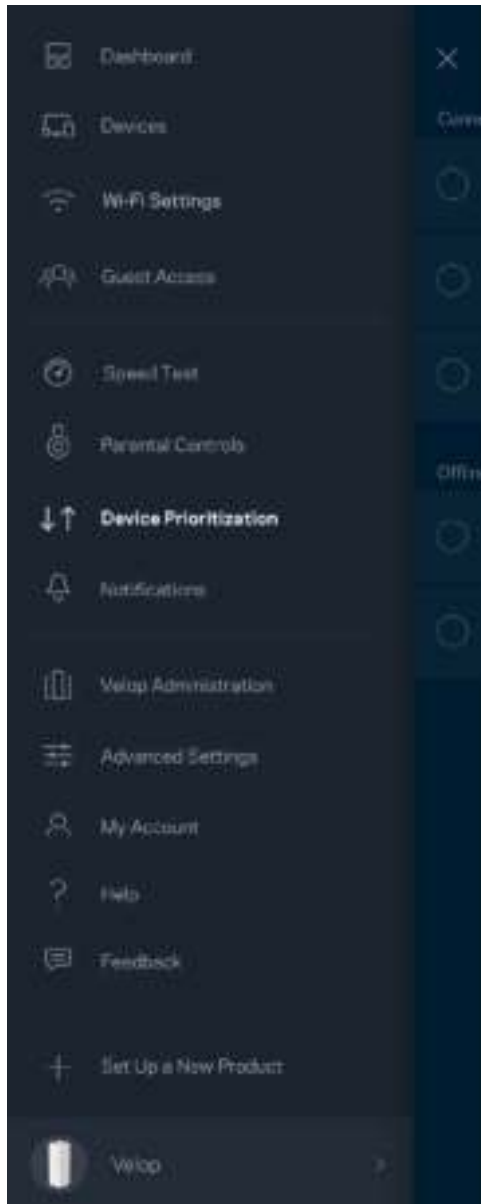 Dashboard
Devices
Wi-Fi Settings
Guest Access
Speed Test
Parental Controls
Device Prioritization
Notifications
Velop Administration
Advanced Settings
My Account
Help
Feedback
Set Up a New Product
Velop